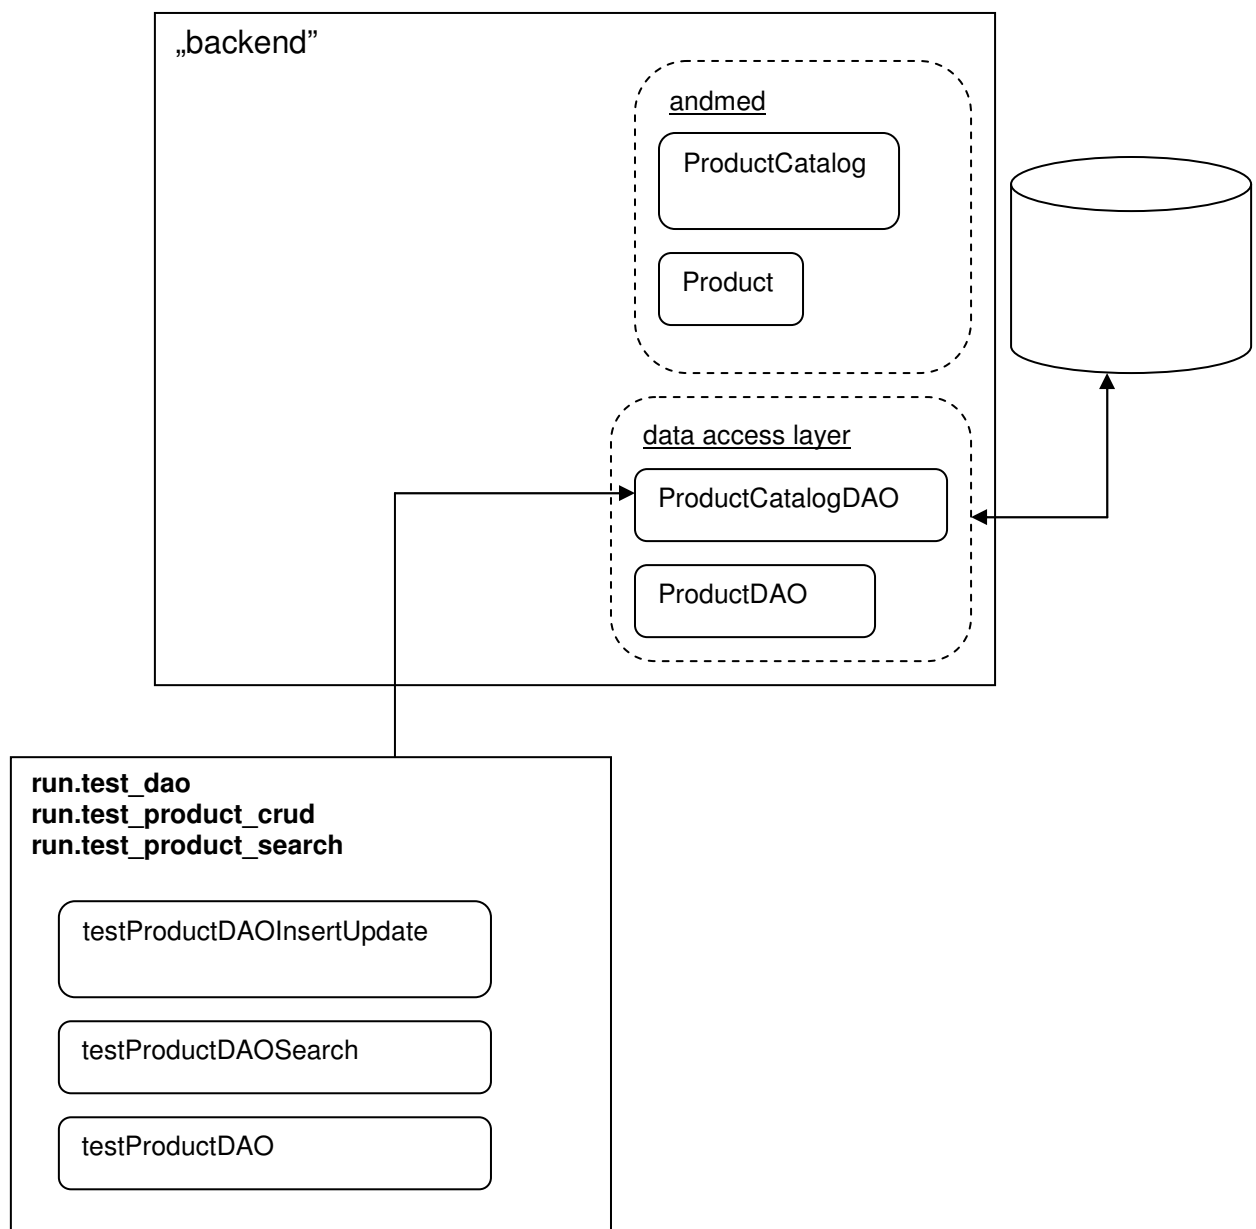 „backend”
andmed
ProductCatalog
Product
data access layer
ProductCatalogDAO
ProductDAO
run.test_dao
run.test_product_crud
run.test_product_search
testProductDAOInsertUpdate
testProductDAOSearch
testProductDAO